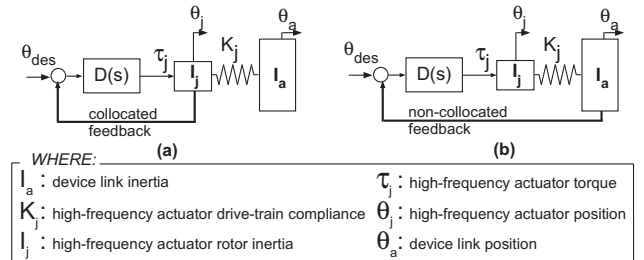 θdes D(s) τj θj Ij Kj θa Ia
collocated
feedback
(a)
θdes D(s) τj θj Ij Kj θa Ia
non-collocated
feedback
(b)
WHERE:
Ia : device link inertia
Kj : high-frequency actuator drive-train compliance
Ij : high-frequency actuator rotor inertia
τj : high-frequency actuator torque
θj : high-frequency actuator position
θa : device link position